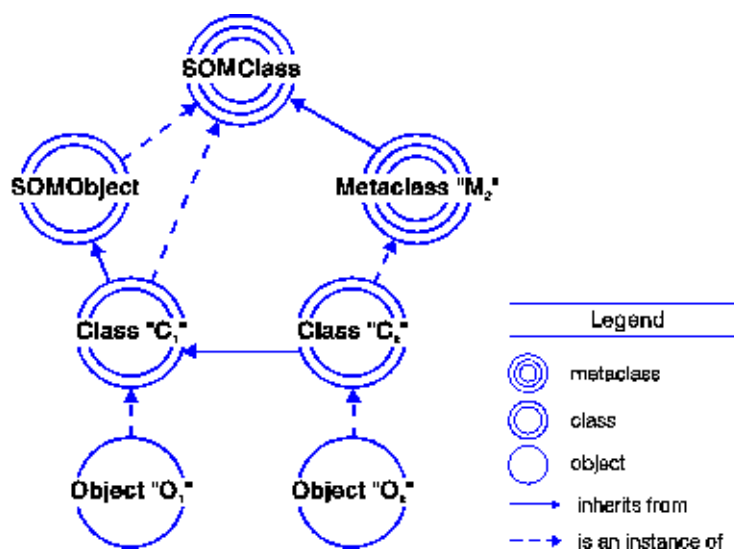 SOMClass
SOMObject
Metaclass "M₂"
Class "C₁"
Class "C₂"
Object "O₁"
Object "O₂"
Legend
metaclass
class
object
inherits from
is an instance of